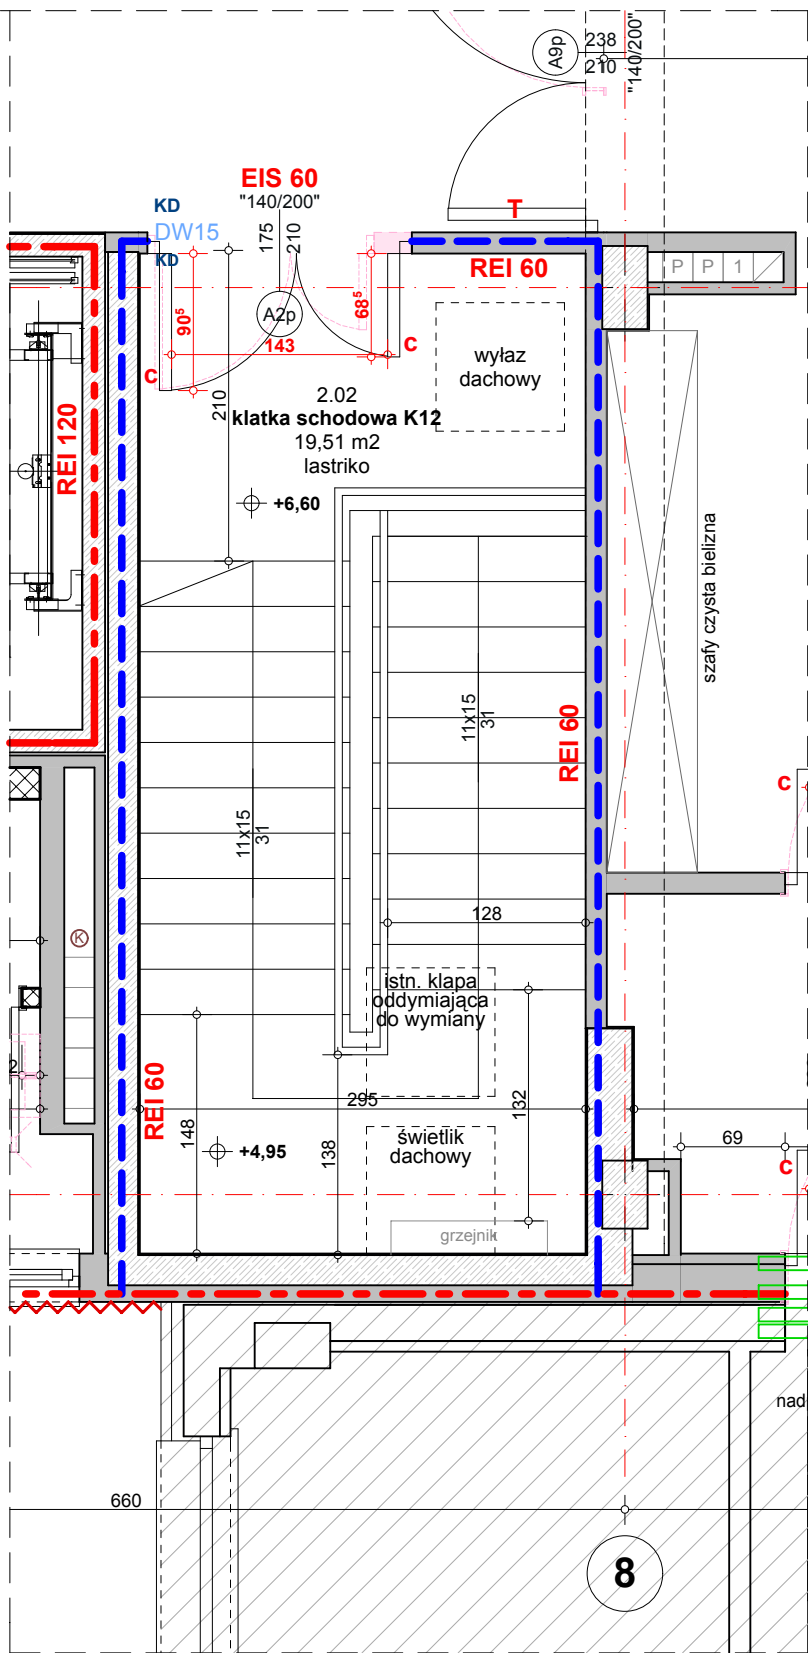 A9p
238
210
"140/200"
EIS 60
"140/200"
KD
DW15
KD
175
210
T
REI 60
P P 1
A2p
90⁵
68⁵
143
C
C
210
wyłaz
dachowy
2.02
klatka schodowa K12
19,51 m2
lastriko
REI 120
+6,60
szafy czysta bielizna
11x15
31
REI 60
C
11x15
31
128
K
istn. klapa
oddymiająca
do wymiany
REI 60
2
295
132
148
138
+4,95
świetlik
dachowy
69
C
grzejnik
nad
660
8